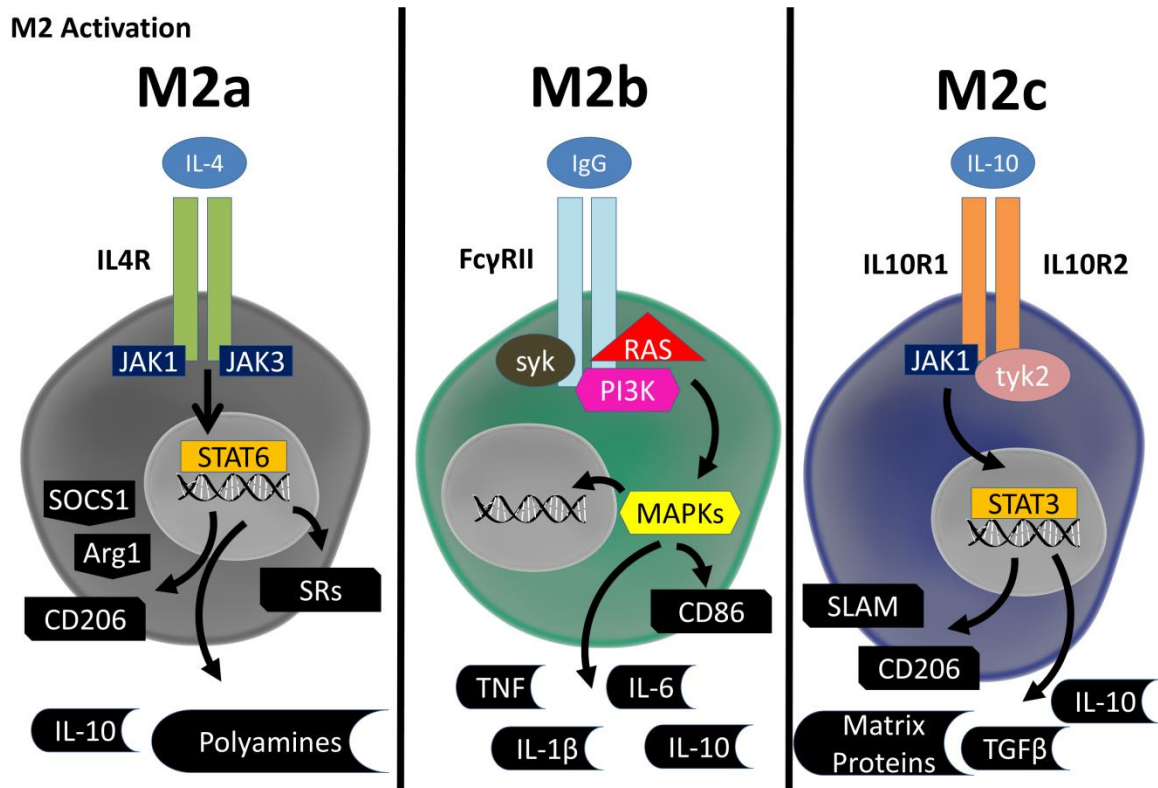 M2 Activation
M2a
IL-4
IL4R
JAK1
JAK3
STAT6
SOCS1
Arg1
CD206
SRs
IL-10
Polyamines
M2b
IgG
FcγRII
syk
RAS
PI3K
MAPKs
CD86
TNF
IL-6
IL-1β
IL-10
M2c
IL-10
IL10R1
IL10R2
JAK1
tyk2
STAT3
SLAM
CD206
IL-10
Matrix
Proteins
TGFβ